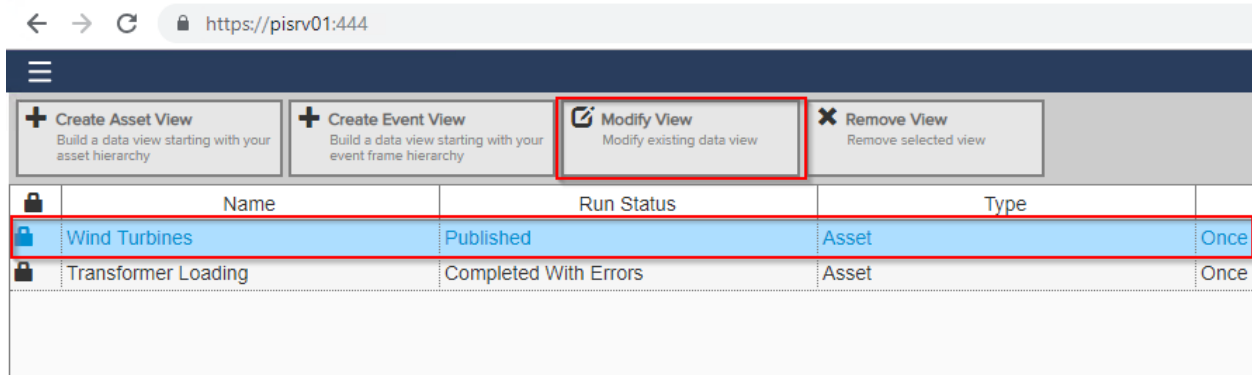 https://pisrv01:444
Create Asset View
Build a data view starting with your
asset hierarchy
Create Event View
Build a data view starting with your
event frame hierarchy
Modify View
Modify existing data view
Remove View
Remove selected view
Name Run Status Type
Wind Turbines Published Asset Once
Transformer Loading Completed With Errors Asset Once